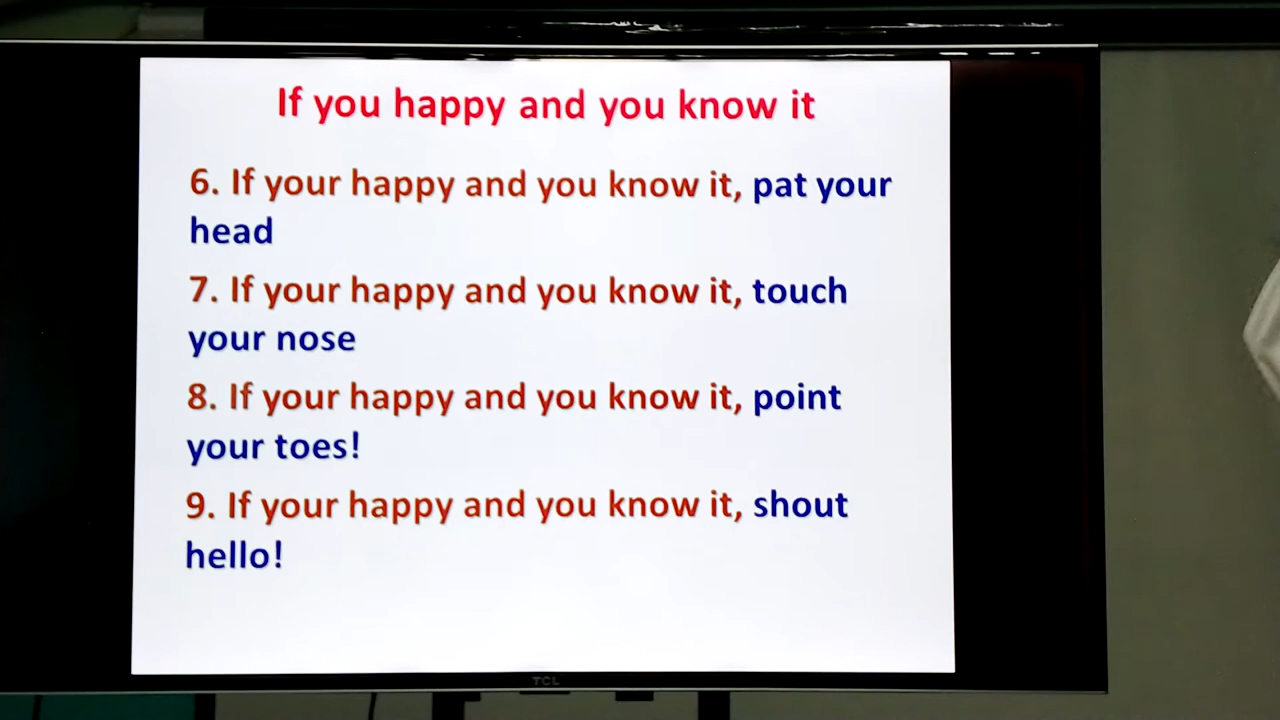 If you happy and you know it
6. If your happy and you know it, pat your
head
7. If your happy and you know it, touch
your nose
8. If your happy and you know it, point
your toes!
9. If your happy and you know it, shout
hello!
TCL